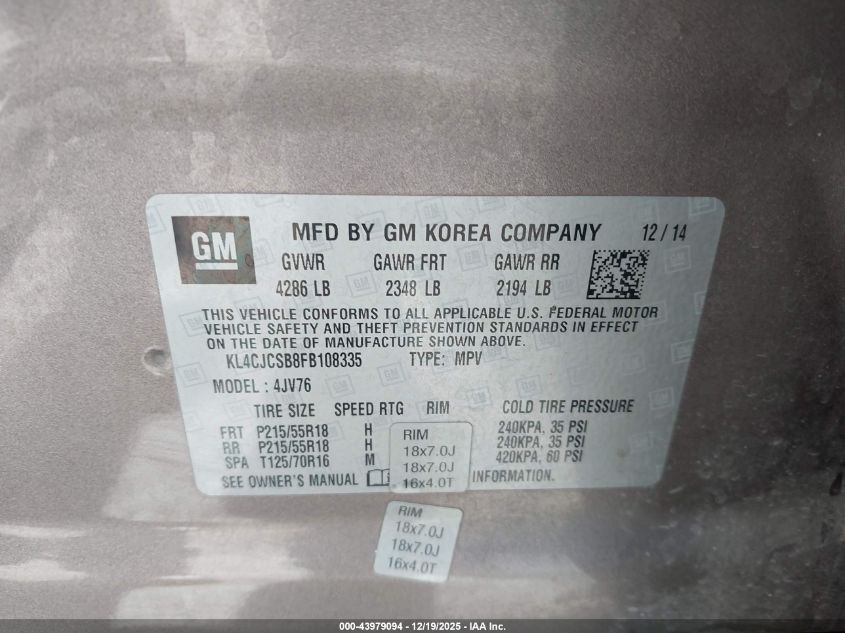 GM
MFD BY GM KOREA COMPANY 12/14
GVWR GAWR FRT GAWR RR
4286 LB 2348 LB 2194 LB
THIS VEHICLE CONFORMS TO ALL APPLICABLE U.S. FEDERAL MOTOR
VEHICLE SAFETY AND THEFT PREVENTION STANDARDS IN EFFECT
ON THE DATE OF MANUFACTURE SHOWN ABOVE.
KL4CJCSB8FB108335 TYPE: MPV
MODEL : 4JV76
TIRE SIZE SPEED RTG RIM COLD TIRE PRESSURE
FRT P215/55R18 H 240KPA, 35 PSI
RR P215/55R18 H 240KPA, 35 PSI
SPA T125/70R16 M 420KPA, 60 PSI
RIM
18x7.0J
18x7.0J
16x4.0T
SEE OWNER'S MANUAL INFORMATION.
RIM
18x7.0J
18x7.0J
16x4.0T
000-43979094 - 12/19/2025 - IAA Inc.